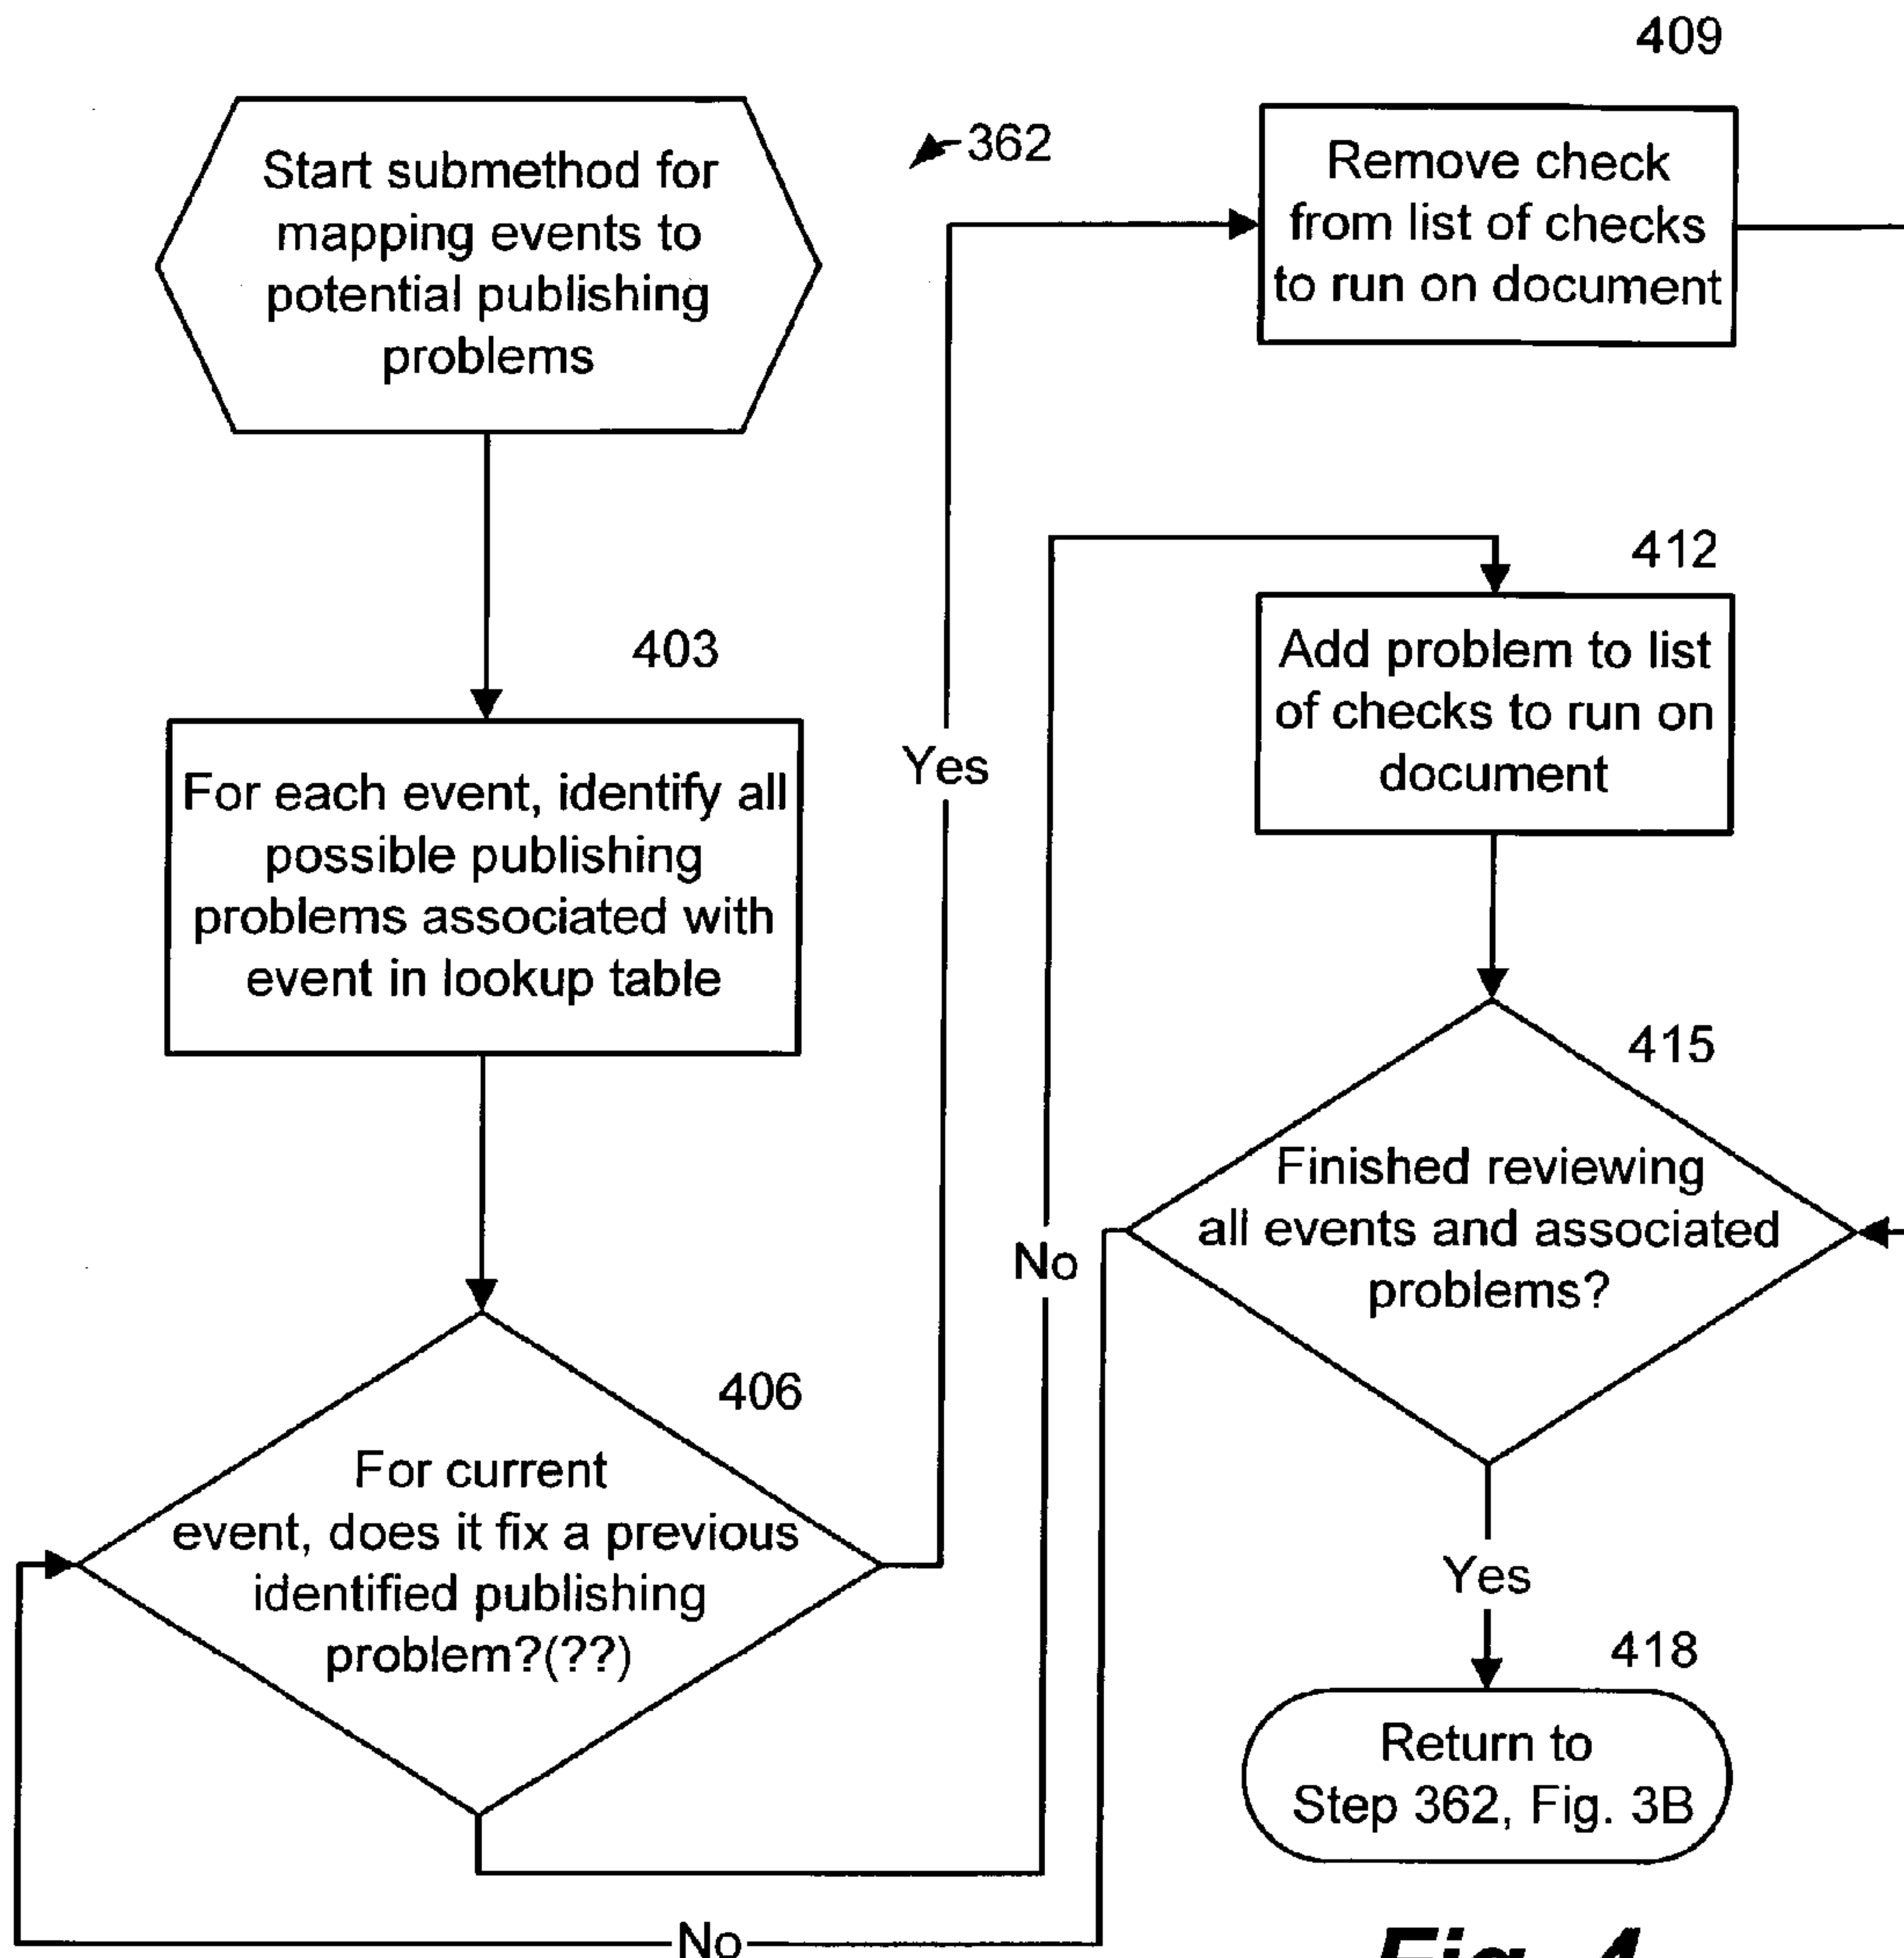 Start submethod for
mapping events to
potential publishing
problems
362
403
For each event, identify all
possible publishing
problems associated with
event in lookup table
406
For current
event, does it fix a previous
identified publishing
problem?(??)
Yes
No
409
Remove check
from list of checks
to run on document
412
Add problem to list
of checks to run on
document
415
Finished reviewing
all events and associated
problems?
No
Yes
418
Return to
Step 362, Fig. 3B
Fig. 4